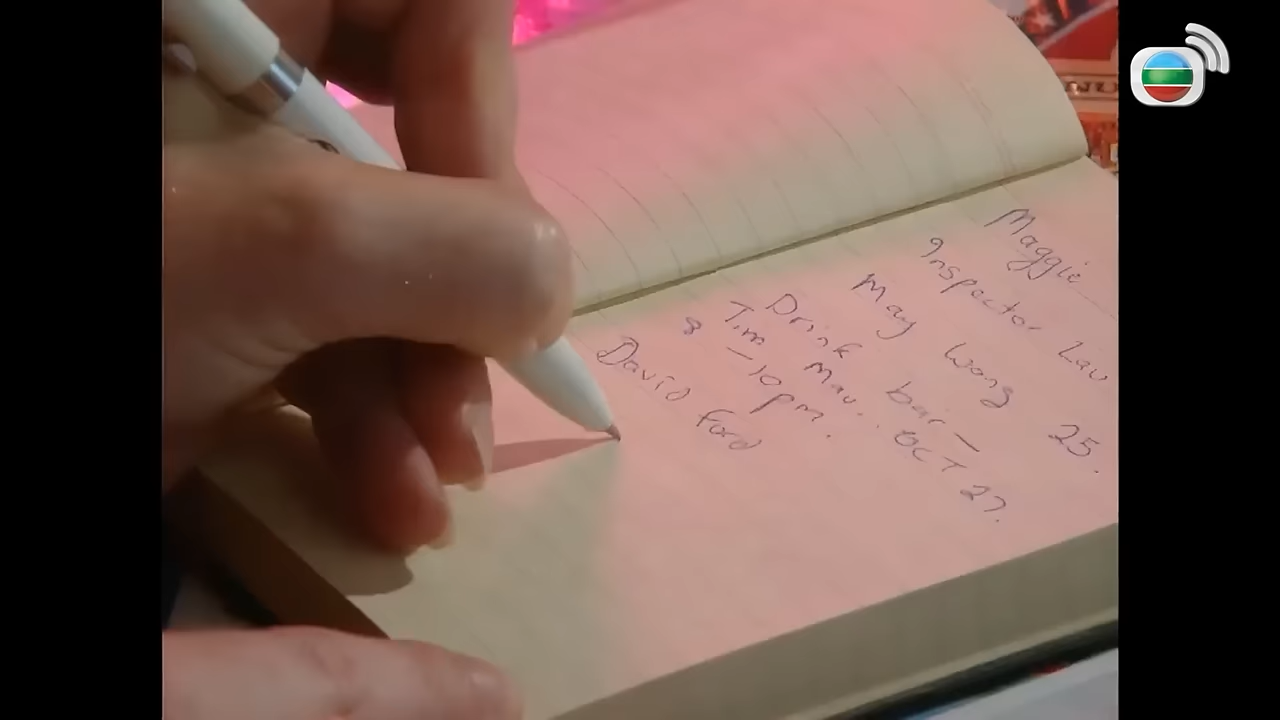 Maggie
Inspector Lau
May Wong 25.
Drink bar –
Tim Mau. OCT 27.
8 – 10pm.
David Ford